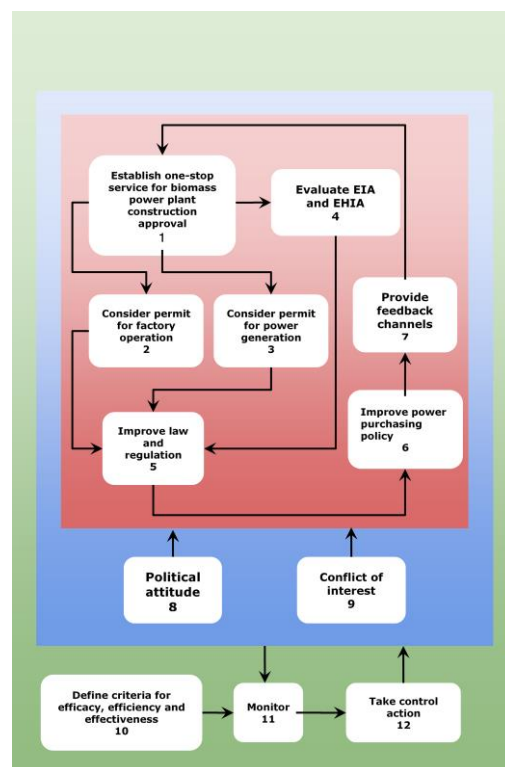 Establish one-stop
service for biomass
power plant
construction
approval
1
Evaluate EIA
and EHIA
4
Consider permit
for factory
operation
2
Consider permit
for power
generation
3
Provide
feedback
channels
7
Improve law
and
regulation
5
Improve power
purchasing
policy
6
Political
attitude
8
Conflict of
interest
9
Define criteria for
efficacy, efficiency and
effectiveness
10
Monitor
11
Take control
action
12